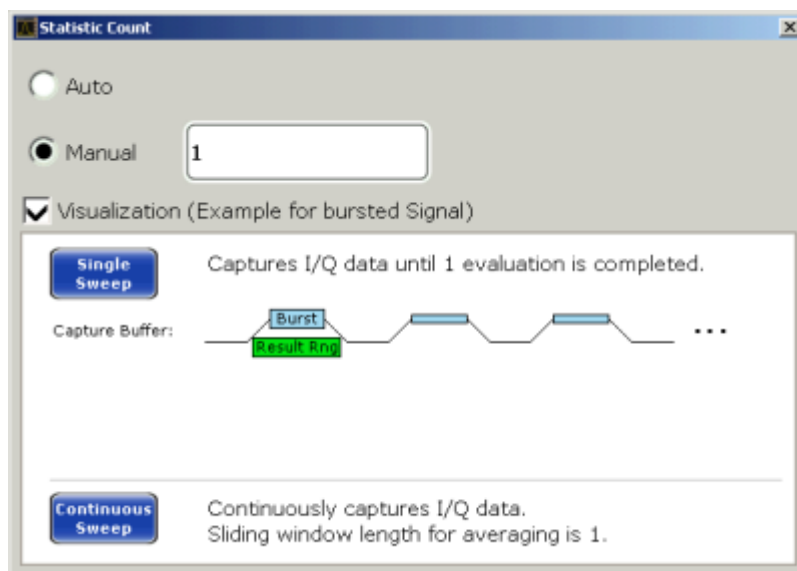 Statistic Count
Auto
Manual 1
Visualization (Example for bursted Signal)
Single Sweep
Captures I/Q data until 1 evaluation is completed.
Capture Buffer:
Burst
Result Rng
...
Continuous Sweep
Continuously captures I/Q data.
Sliding window length for averaging is 1.